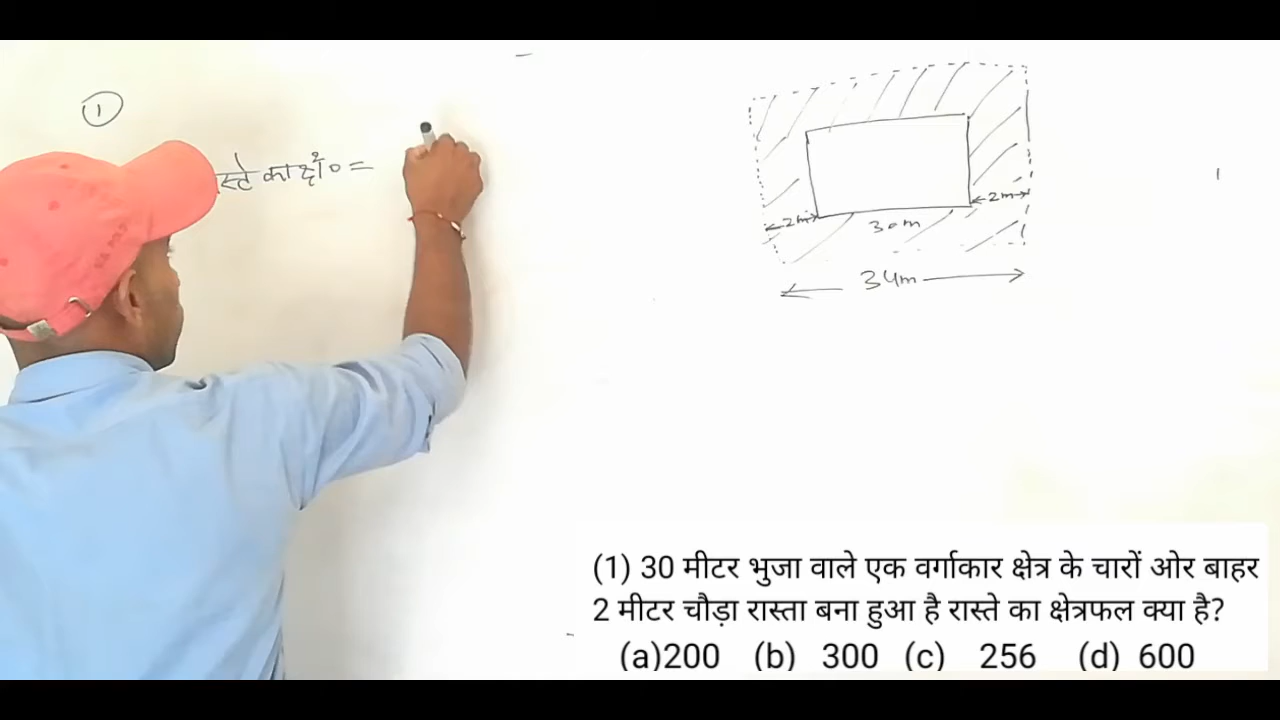 1
स्ते का क्षे० =
2m
2m
30m
34m
(1) 30 मीटर भुजा वाले एक वर्गाकार क्षेत्र के चारों ओर बाहर
2 मीटर चौड़ा रास्ता बना हुआ है रास्ते का क्षेत्रफल क्या है?
(a)200 (b) 300 (c) 256 (d) 600